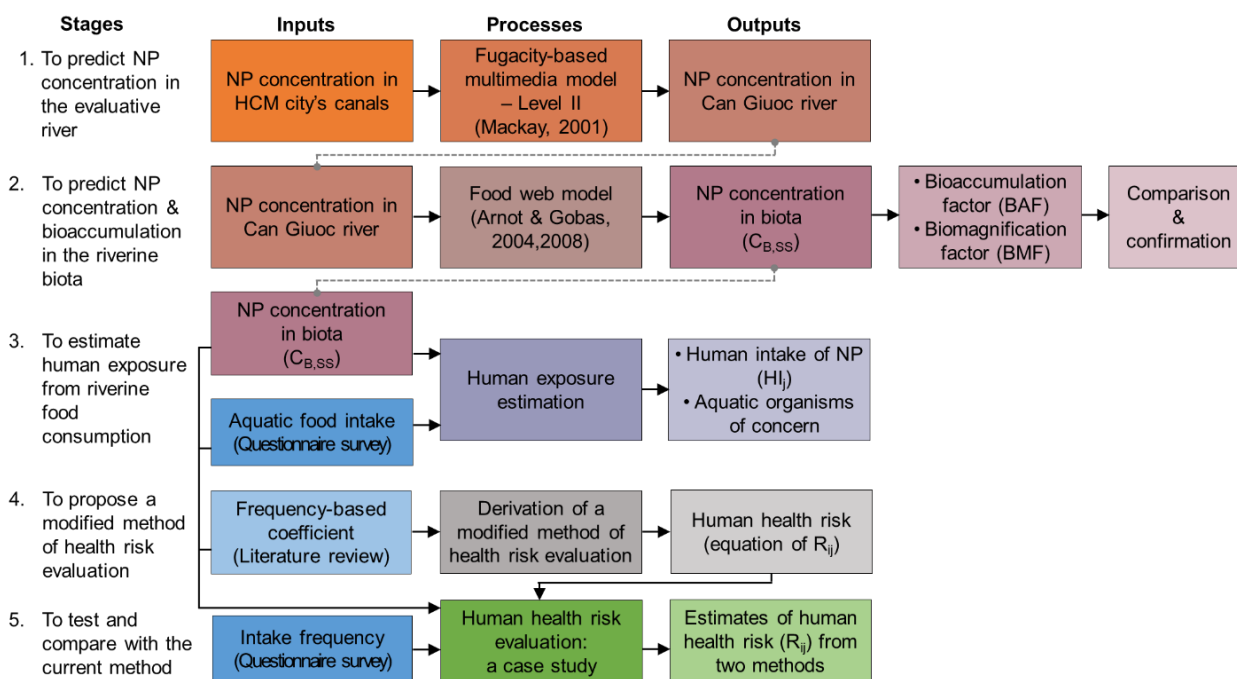 Stages
Inputs
Processes
Outputs
1. To predict NP
concentration in
the evaluative
river
NP concentration in
HCM city's canals
Fugacity-based
multimedia model
– Level II
(Mackay, 2001)
NP concentration in
Can Giuoc river
2. To predict NP
concentration &
bioaccumulation
in the riverine
biota
NP concentration in
Can Giuoc river
Food web model
(Arnot & Gobas,
2004,2008)
NP concentration
in biota
(C_B,SS)
• Bioaccumulation
factor (BAF)
• Biomagnification
factor (BMF)
Comparison
&
confirmation
3. To estimate
human exposure
from riverine
food
consumption
NP concentration
in biota
(C_B,SS)
Aquatic food intake
(Questionnaire survey)
Human exposure
estimation
• Human intake of NP
(HI_j)
• Aquatic organisms
of concern
4. To propose a
modified method
of health risk
evaluation
Frequency-based
coefficient
(Literature review)
Derivation of a
modified method of
health risk evaluation
Human health risk
(equation of R_ij)
5. To test and
compare with the
current method
Intake frequency
(Questionnaire survey)
Human health risk
evaluation:
a case study
Estimates of human
health risk (R_ij) from
two methods